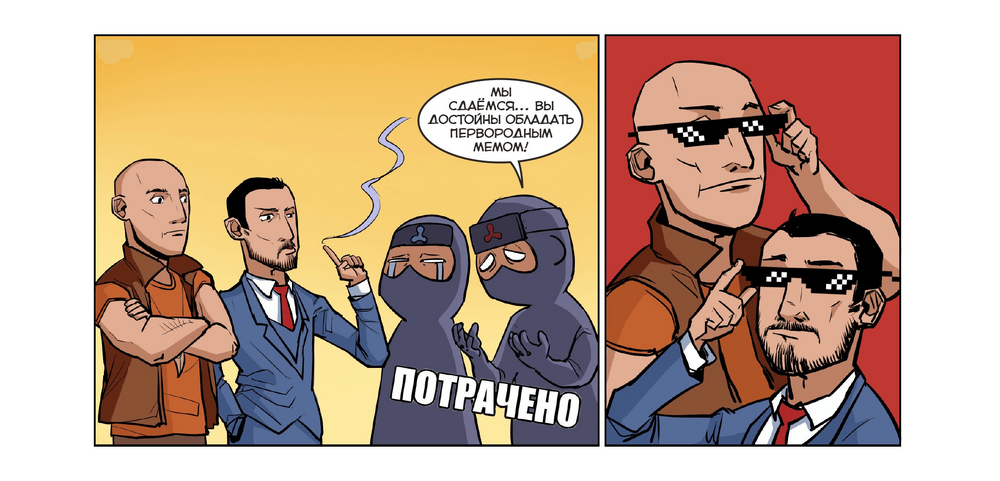 МЫ
СДАЁМСЯ... ВЫ
ДОСТОЙНЫ ОБЛАДАТЬ
ПЕРВОРОДНЫМ
МЕМОМ!
ПОТРАЧЕНО